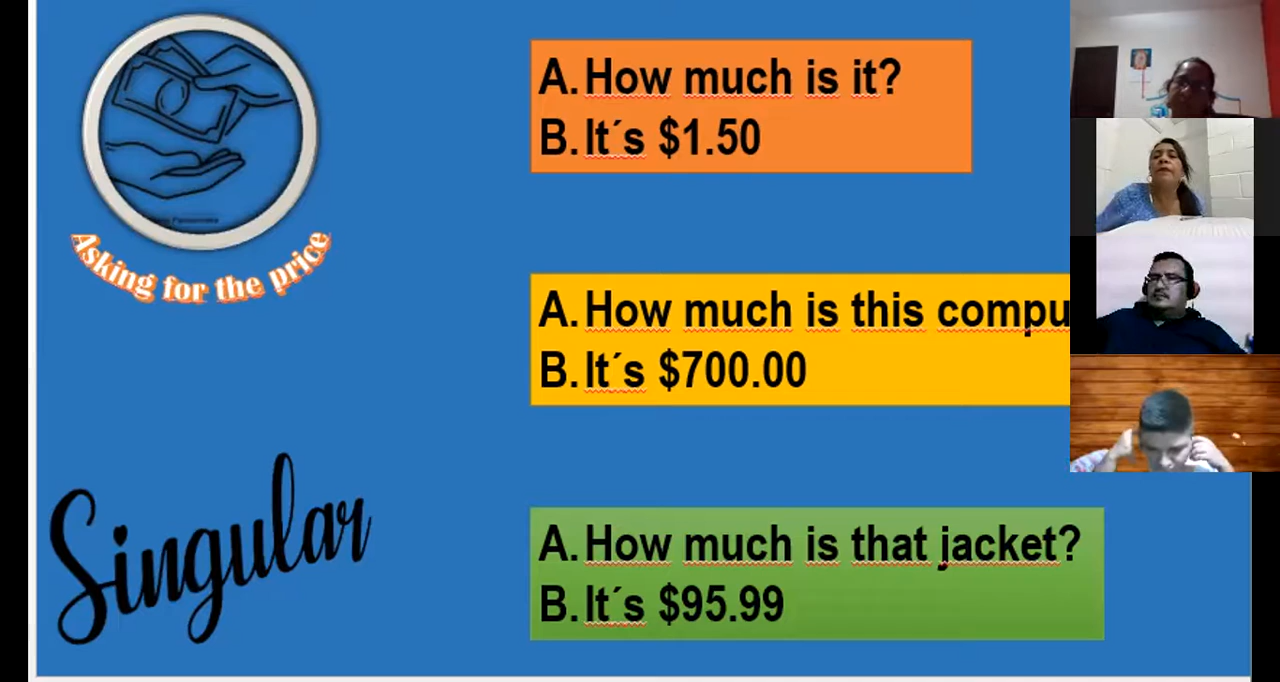 Asking for the price
Singular
A. How much is it?
B. It´s $1.50
A. How much is this
B. It´s $700.00
A. How much is that jacket?
B. It´s $95.99